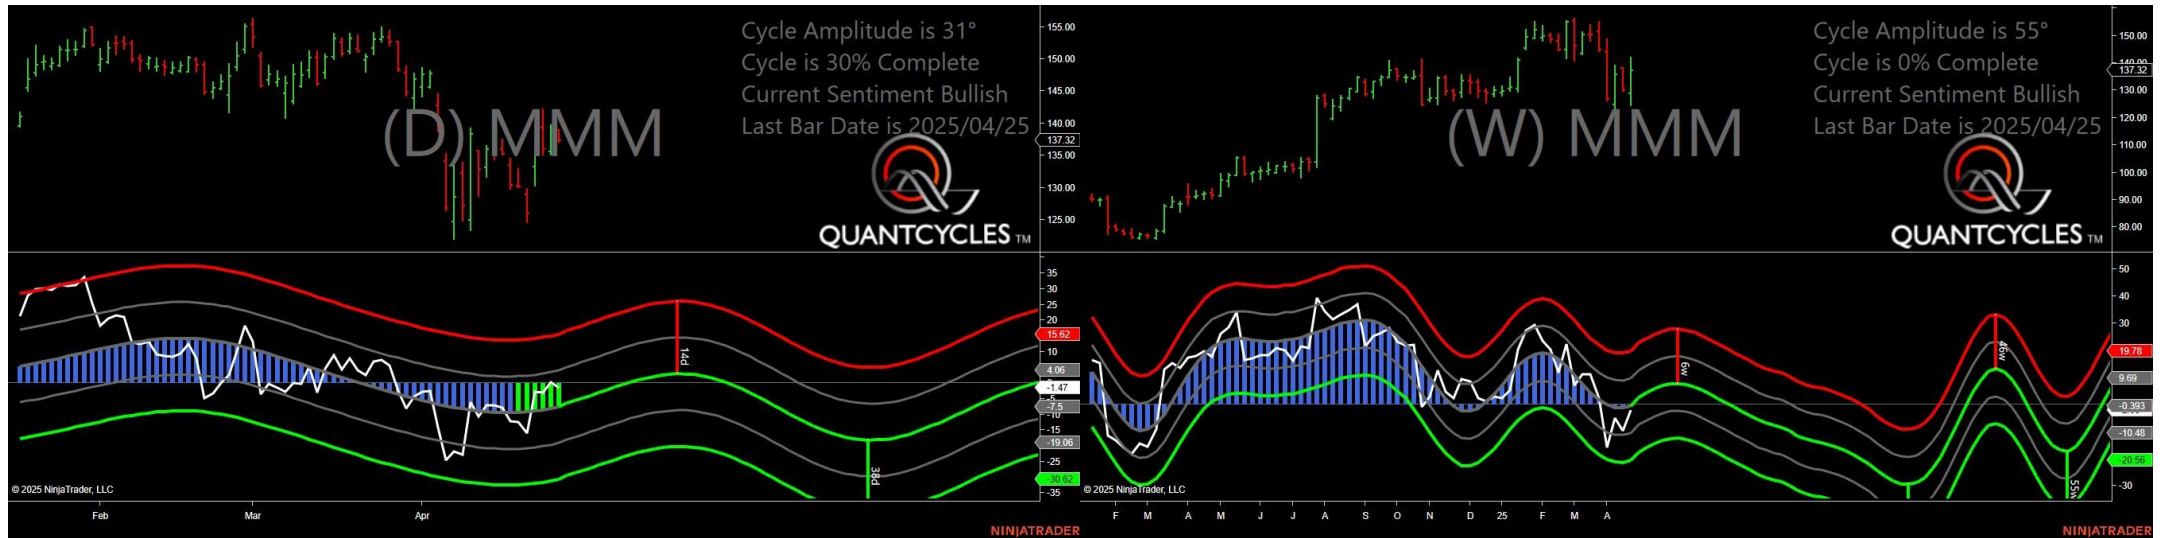 Cycle Amplitude is 31°
Cycle is 30% Complete
Current Sentiment Bullish
Last Bar Date is 2025/04/25
(D) MMM
QUANTCYCLES TM
155.00
150.00
145.00
140.00
137.32
135.00
130.00
125.00
35
30
25
20
15.62
10
4.06
-1.47
-5
-7.5
-10
-15
-19.06
-25
-30.62
-35
14d
38d
© 2025 NinjaTrader, LLC
Feb
Mar
Apr
NINJATRADER
Cycle Amplitude is 55°
Cycle is 0% Complete
Current Sentiment Bullish
Last Bar Date is 2025/04/25
(W) MMM
QUANTCYCLES TM
150.00
140.00
137.32
130.00
120.00
110.00
100.00
90.00
80.00
50
40
30
19.78
9.69
-0.393
-10.48
-20.56
-30
46w
55w
© 2025 NinjaTrader, LLC
F
M
A
M
J
J
A
S
O
N
D
25
F
M
A
NINJATRADER